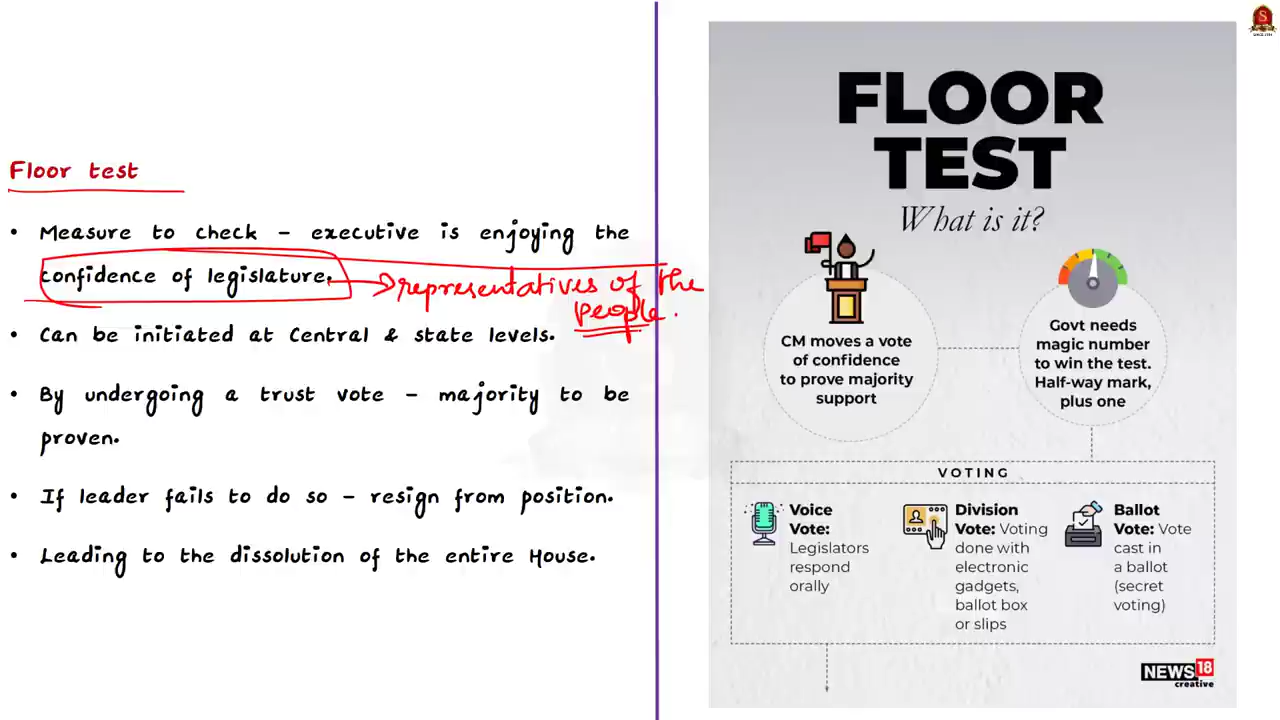 Floor test
• Measure to check – executive is enjoying the
confidence of legislature.
representatives of the
people.
• Can be initiated at Central & state levels.
• By undergoing a trust vote – majority to be
proven.
• If leader fails to do so – resign from position.
• Leading to the dissolution of the entire House.
FLOOR
TEST
What is it?
CM moves a vote
of confidence
to prove majority
support
Govt needs
magic number
to win the test.
Half-way mark,
plus one
VOTING
Voice
Vote:
Legislators
respond
orally
Division
Vote: Voting
done with
electronic
gadgets,
ballot box
or slips
Ballot
Vote: Vote
cast in
a ballot
(secret
voting)
NEWS18
creative